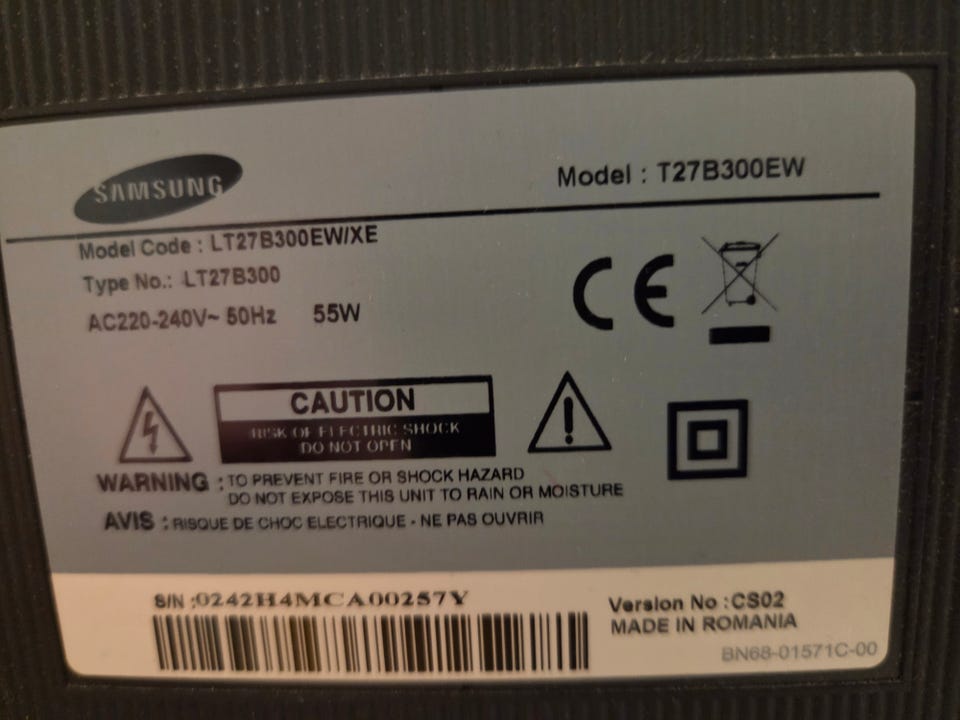 SAMSUNG
Model : T27B300EW
Model Code : LT27B300EW/XE
Type No.: LT27B300
AC220-240V~ 50Hz 55W
CE
CAUTION
RISK OF ELECTRIC SHOCK
DO NOT OPEN
WARNING : TO PREVENT FIRE OR SHOCK HAZARD
DO NOT EXPOSE THIS UNIT TO RAIN OR MOISTURE
AVIS : RISQUE DE CHOC ELECTRIQUE - NE PAS OUVRIR
S/N :0242H4MCA00257Y
Version No :CS02
MADE IN ROMANIA
BN68-01571C-00